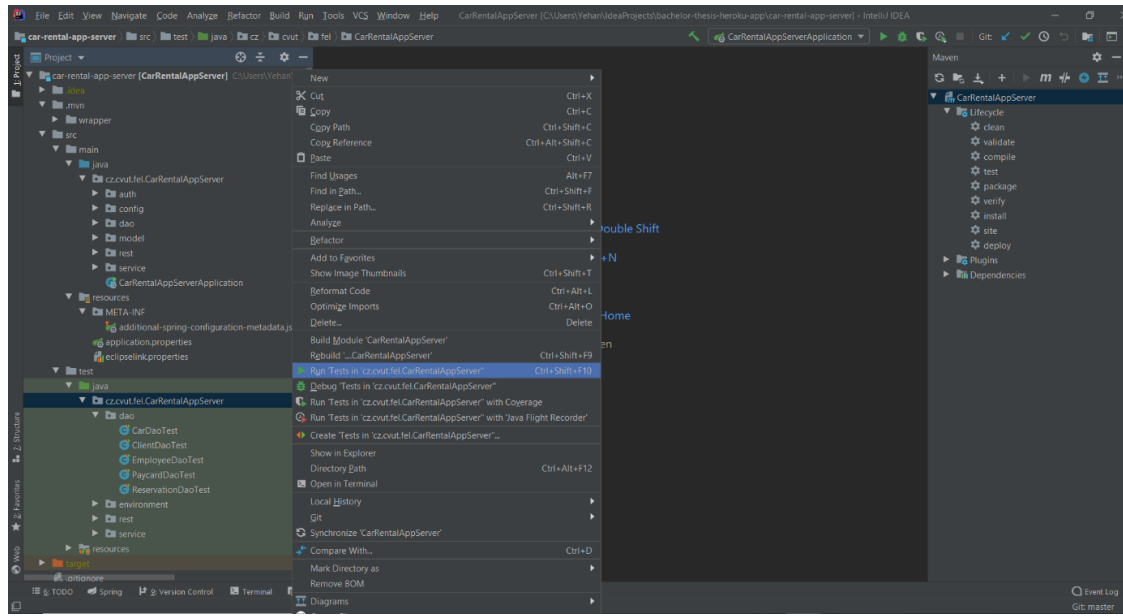 File Edit View Navigate Code Analyze Refactor Build Run Tools VCS Window Help CarRentalAppServer [C:\Users\Yehan\IdeaProjects\bachelor-thesis-heroku-app\car-rental-app-server] - IntelliJ IDEA
car-rental-app-server src test java cz cvut fel CarRentalAppServer CarRentalAppServerApplication Git:
1: Project
Project
car-rental-app-server [CarRentalAppServer] C:\Users\Yehan\
.idea
.mvn
wrapper
src
main
java
cz.cvut.fel.CarRentalAppServer
auth
config
dao
model
rest
service
CarRentalAppServerApplication
resources
META-INF
additional-spring-configuration-metadata.js
application.properties
eclipselink.properties
test
java
cz.cvut.fel.CarRentalAppServer
dao
CarDaoTest
ClientDaoTest
EmployeeDaoTest
PaycardDaoTest
ReservationDaoTest
environment
rest
service
resources
target
.gitignore
7: Structure
2: Favorites
Web
New
Cut Ctrl+X
Copy Ctrl+C
Copy Path Ctrl+Shift+C
Copy Reference Ctrl+Alt+Shift+C
Paste Ctrl+V
Find Usages Alt+F7
Find in Path... Ctrl+Shift+F
Replace in Path... Ctrl+Shift+R
Analyze
Refactor
Add to Favorites
Show Image Thumbnails Ctrl+Shift+T
Reformat Code Ctrl+Alt+L
Optimize Imports Ctrl+Alt+O
Delete... Delete
Build Module 'CarRentalAppServer'
Rebuild '...CarRentalAppServer' Ctrl+Shift+F9
Run 'Tests in 'cz.cvut.fel.CarRentalAppServer'' Ctrl+Shift+F10
Debug 'Tests in 'cz.cvut.fel.CarRentalAppServer''
Run 'Tests in 'cz.cvut.fel.CarRentalAppServer'' with Coverage
Run 'Tests in 'cz.cvut.fel.CarRentalAppServer'' with 'Java Flight Recorder'
Create 'Tests in 'cz.cvut.fel.CarRentalAppServer''...
Show in Explorer
Directory Path Ctrl+Alt+F12
Open in Terminal
Local History
Git
Synchronize 'CarRentalAppServer'
Compare With... Ctrl+D
Mark Directory as
Remove BOM
Diagrams
Double Shift
+N
Home
en
Maven
m
CarRentalAppServer
Lifecycle
clean
validate
compile
test
package
verify
install
site
deploy
Plugins
Dependencies
6: TODO Spring 9: Version Control Terminal Event Log
Git: master